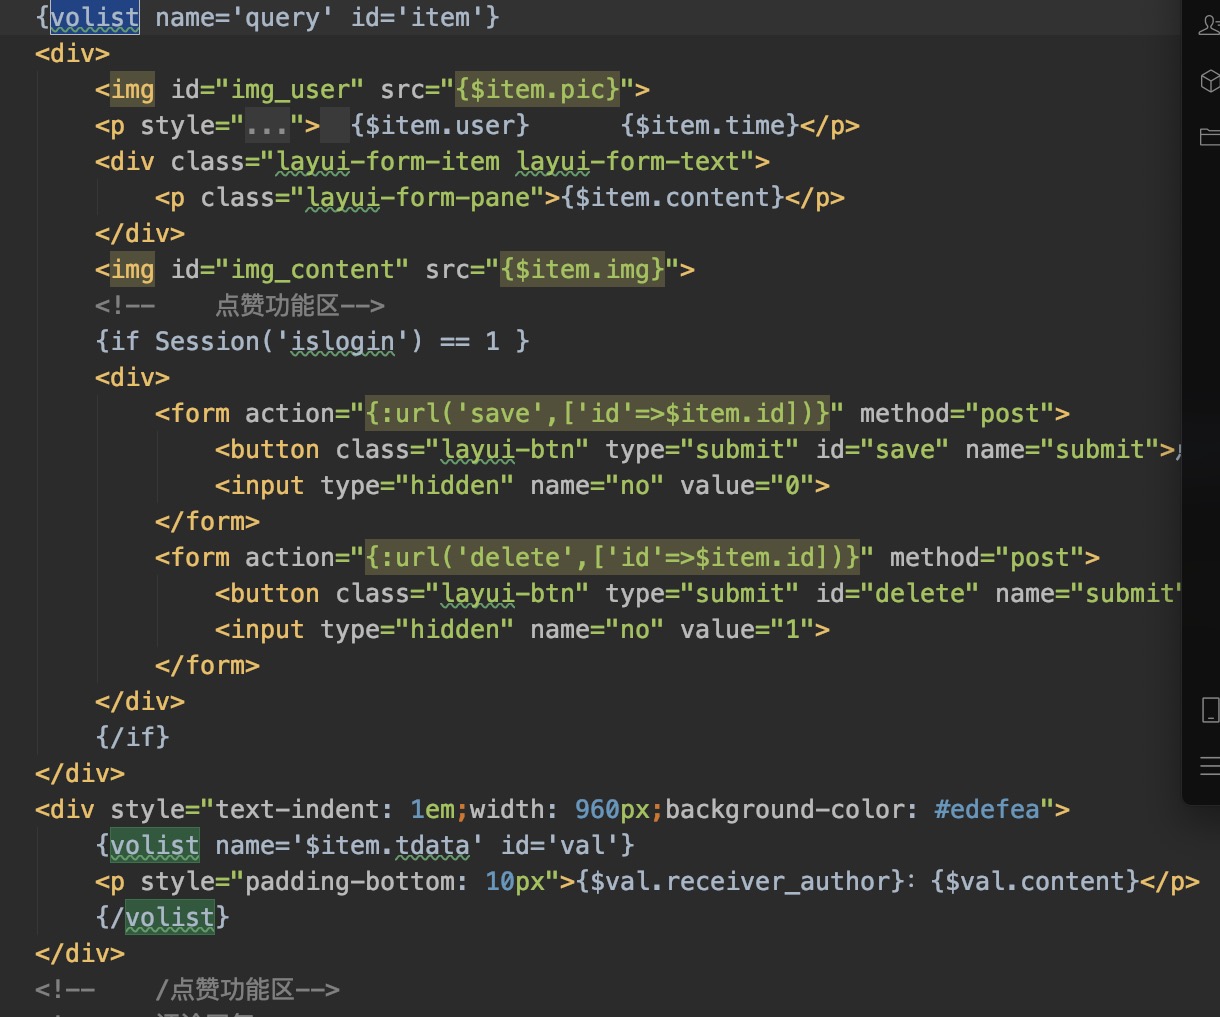 {volist name='query' id='item'}
<div>
<img id="img_user" src="{$item.pic}">
<p style="..."> {$item.user} {$item.time}</p>
<div class="layui-form-item layui-form-text">
<p class="layui-form-pane">{$item.content}</p>
</div>
<img id="img_content" src="{$item.img}">
<!-- 点赞功能区-->
{if Session('islogin') == 1 }
<div>
<form action="{:url('save',['id'=>$item.id])}" method="post">
<button class="layui-btn" type="submit" id="save" name="submit">
<input type="hidden" name="no" value="0">
</form>
<form action="{:url('delete',['id'=>$item.id])}" method="post">
<button class="layui-btn" type="submit" id="delete" name="submit"
<input type="hidden" name="no" value="1">
</form>
</div>
{/if}
</div>
<div style="text-indent: 1em;width: 960px;background-color: #edefea">
{volist name='$item.tdata' id='val'}
<p style="padding-bottom: 10px">{$val.receiver_author}：{$val.content}</p>
{/volist}
</div>
<!-- /点赞功能区-->